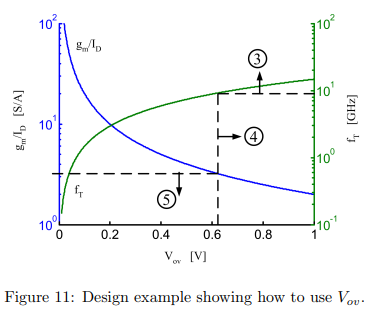 10^2
10^2
g_m/I_D
3
g_m/I_D [S/A]
10^1
10^1
f_T [GHz]
4
10^0
f_T
5
10^0
10^-1
0 0.2 0.4 0.6 0.8 1
V_ov [V]
Figure 11: Design example showing how to use V_ov.